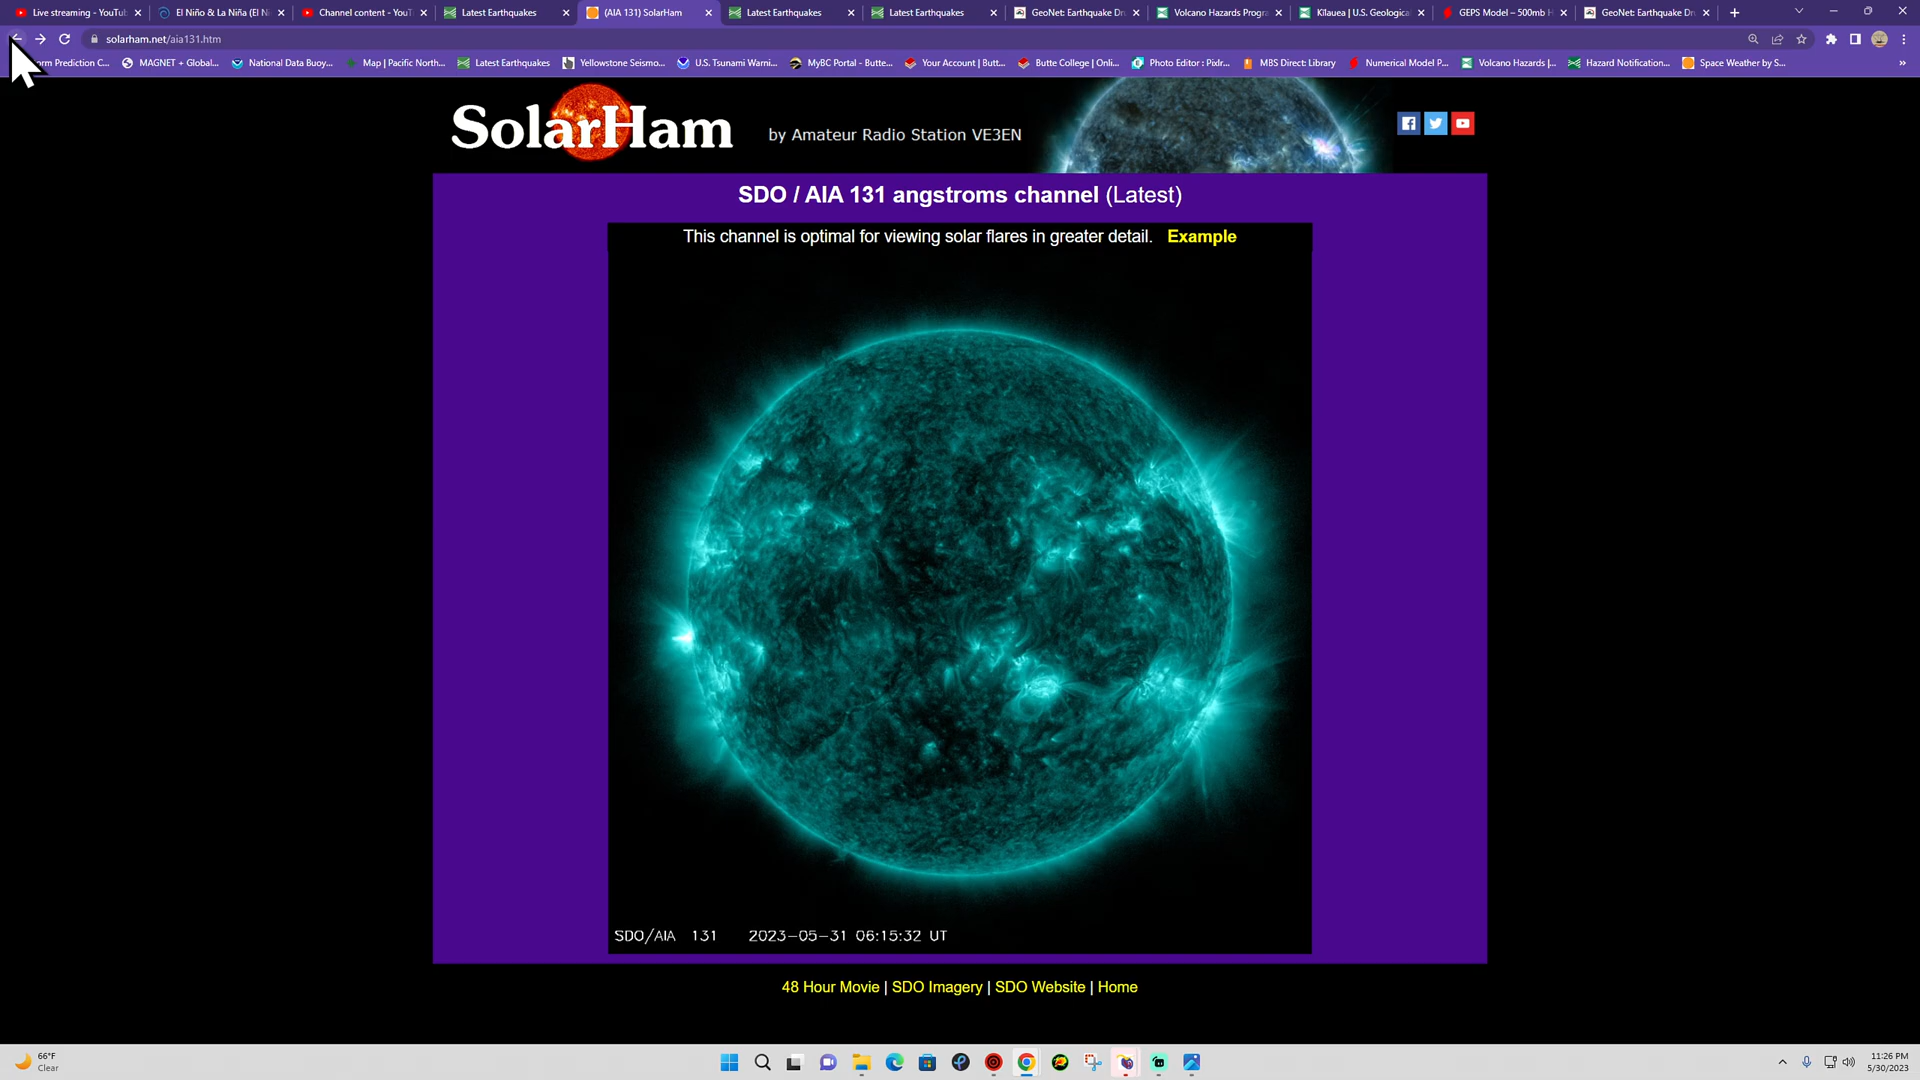 Live streaming - YouTub
El Niño & La Niña (El N
Channel content - YouT
Latest Earthquakes
(AIA 131) SolarHam
Latest Earthquakes
Latest Earthquakes
GeoNet: Earthquake Dr
Volcano Hazards Progra
Kīlauea | U.S. Geologica
GEPS Model – 500mb H
GeoNet: Earthquake Dr
solarham.net/aia131.htm
orm Prediction C...
MAGNET + Global...
National Data Buoy...
Map | Pacific North...
Latest Earthquakes
Yellowstone Seismo...
U.S. Tsunami Warni...
MyBC Portal - Butte...
Your Account | Butt...
Butte College | Onli...
Photo Editor : Pixlr...
MBS Direct: Library
Numerical Model P...
Volcano Hazards |...
Hazard Notification...
Space Weather by S...
SolarHam
by Amateur Radio Station VE3EN
SDO / AIA 131 angstroms channel (Latest)
This channel is optimal for viewing solar flares in greater detail. Example
SDO/AIA 131 2023-05-31 06:15:32 UT
48 Hour Movie | SDO Imagery | SDO Website | Home
66°F
Clear
11:26 PM
5/30/2023